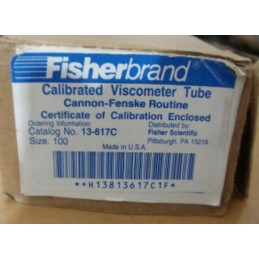 Fisherbrand
Calibrated Viscometer Tube
Cannon-Fenske Routine
Certificate of Calibration Enclosed
Ordering Information:
Catalog No. 13-617C
Size: 100
Distributed by:
Fisher Scientific
Pittsburgh, PA 15219
Made in U.S.A.
**H13813617C1F*